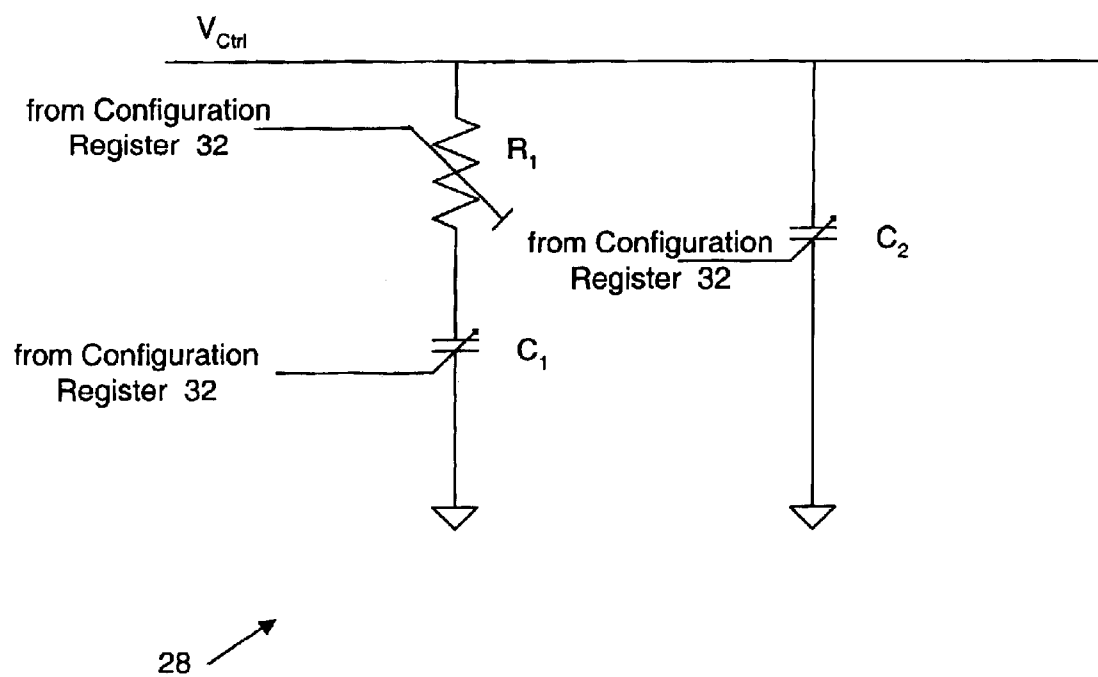 V_Ctrl
from Configuration
Register 32
R₁
from Configuration
Register 32
C₂
from Configuration
Register 32
C₁
28